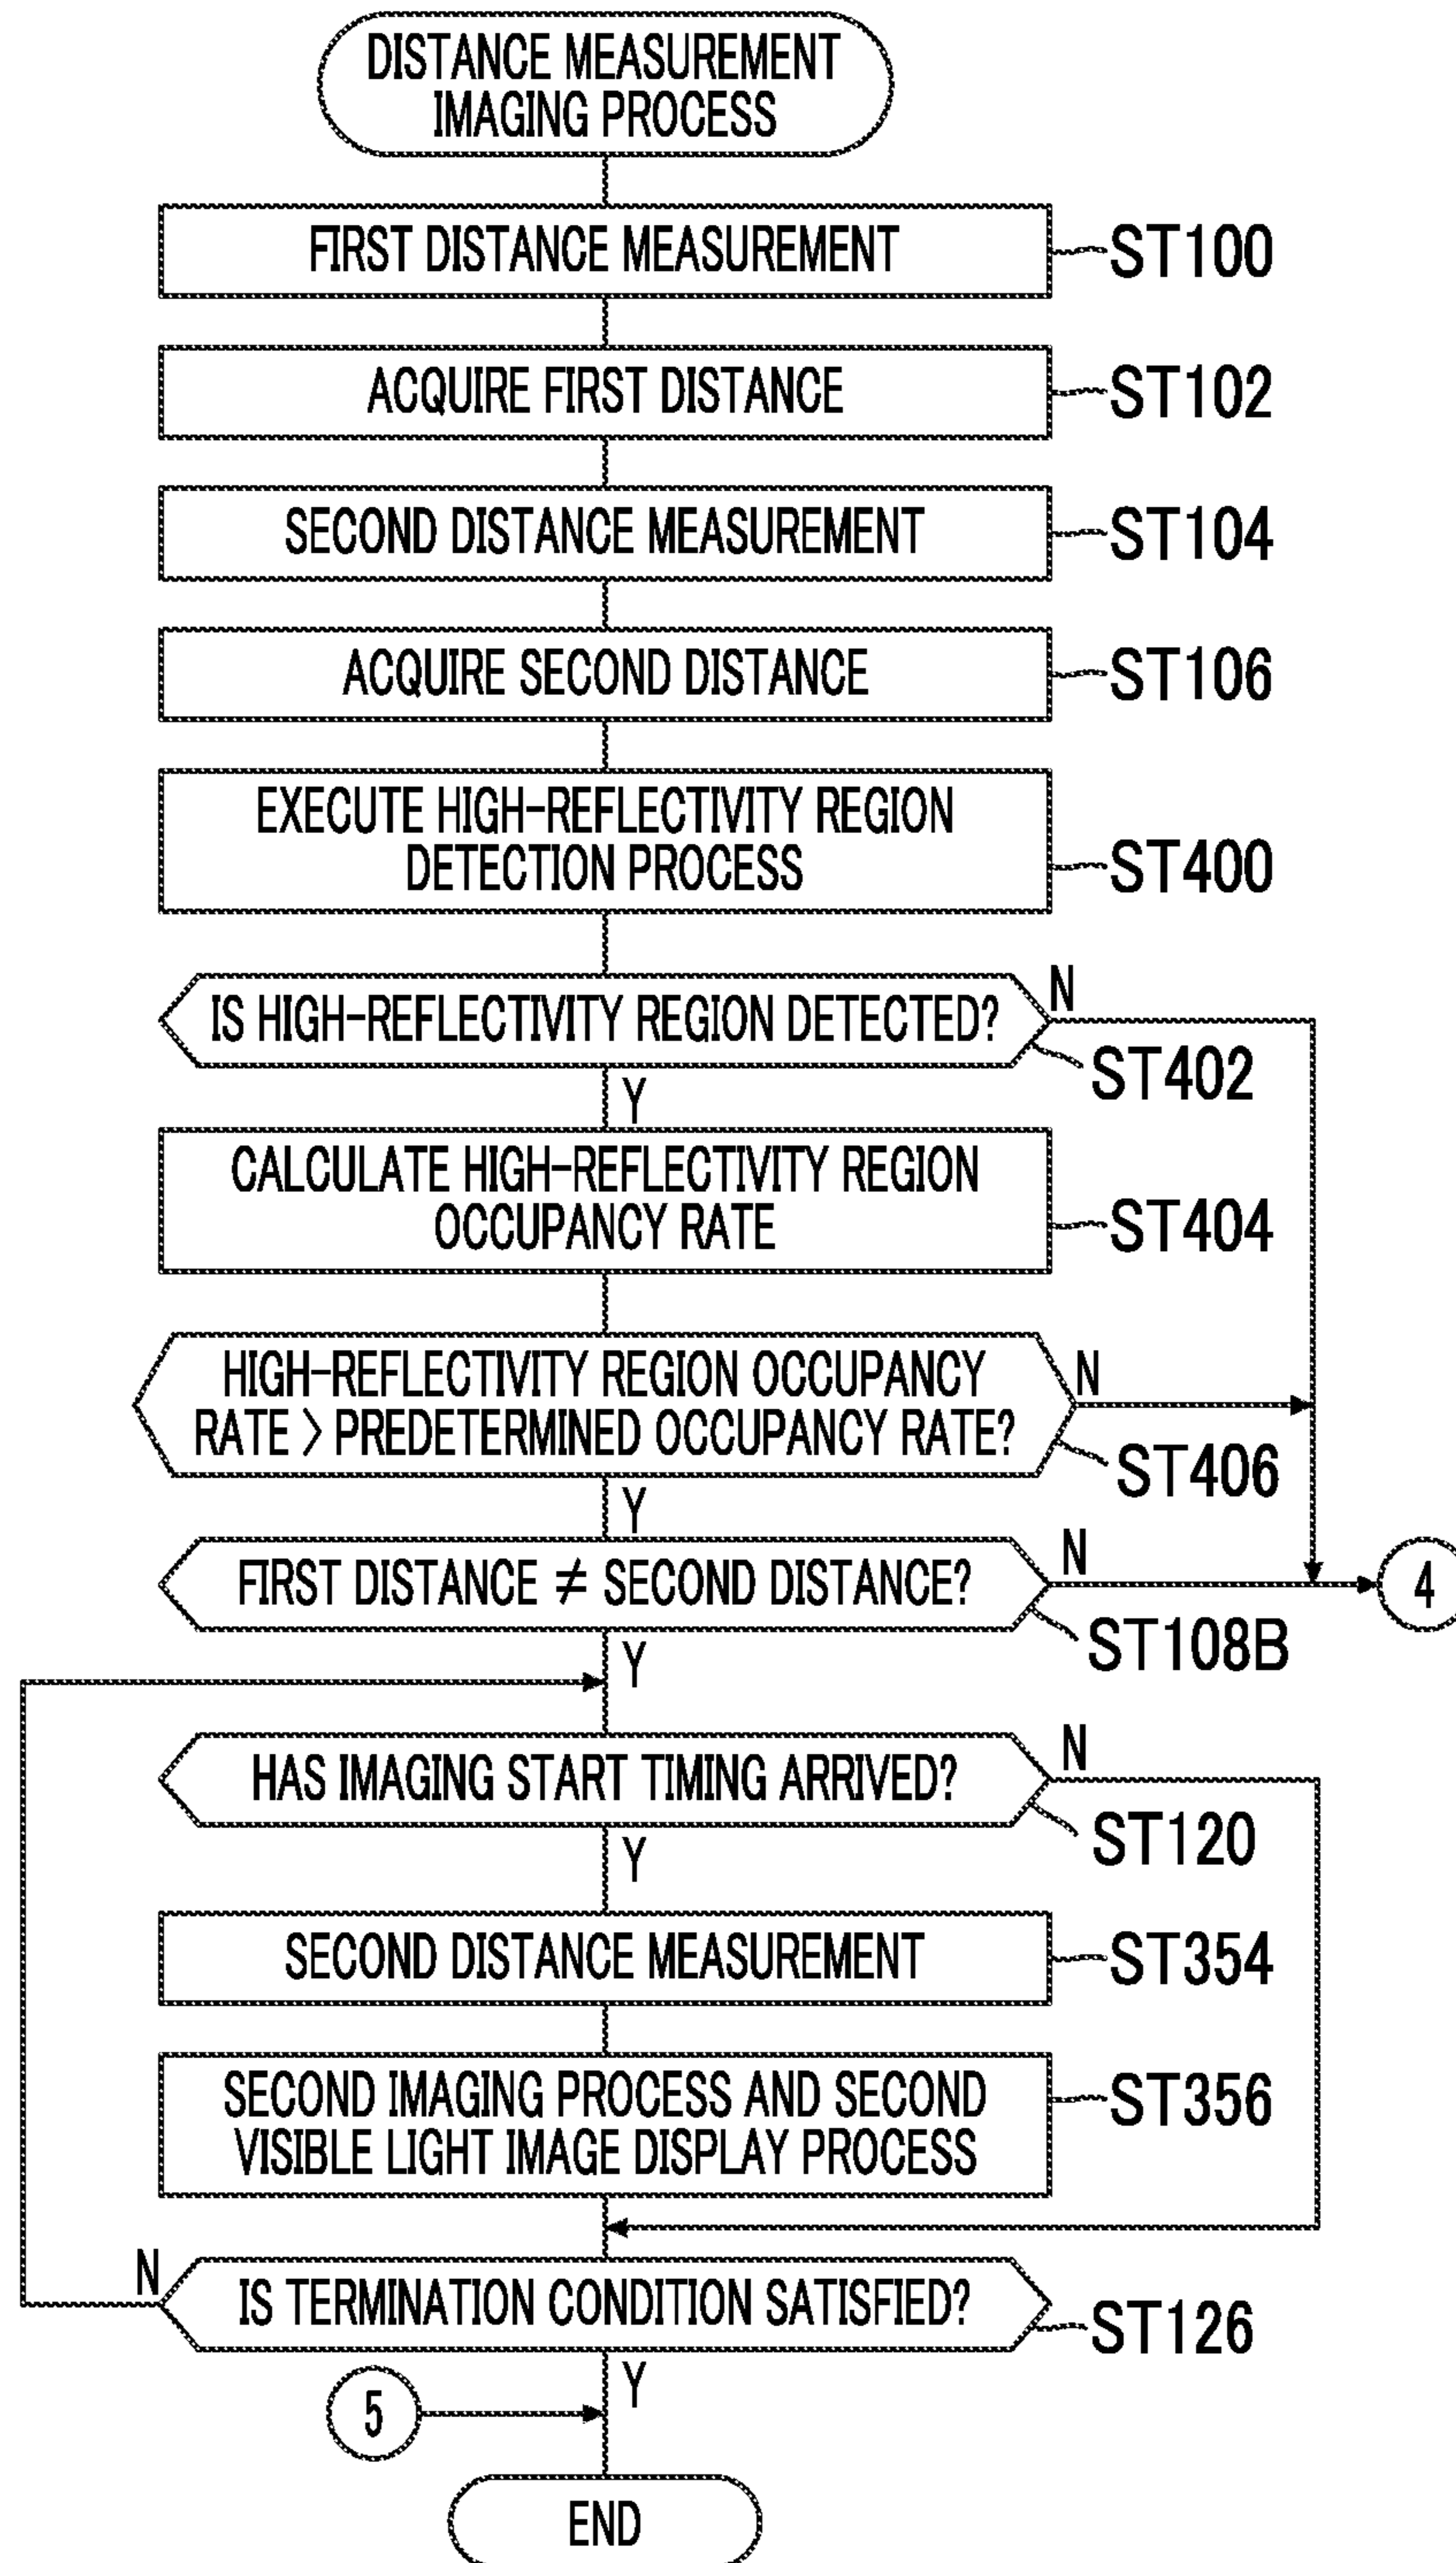 DISTANCE MEASUREMENT
IMAGING PROCESS
FIRST DISTANCE MEASUREMENT
ST100
ACQUIRE FIRST DISTANCE
ST102
SECOND DISTANCE MEASUREMENT
ST104
ACQUIRE SECOND DISTANCE
ST106
EXECUTE HIGH-REFLECTIVITY REGION
DETECTION PROCESS
ST400
IS HIGH-REFLECTIVITY REGION DETECTED?
N
ST402
Y
CALCULATE HIGH-REFLECTIVITY REGION
OCCUPANCY RATE
ST404
HIGH-REFLECTIVITY REGION OCCUPANCY
RATE > PREDETERMINED OCCUPANCY RATE?
N
ST406
Y
FIRST DISTANCE ≠ SECOND DISTANCE?
N
4
ST108B
Y
HAS IMAGING START TIMING ARRIVED?
N
ST120
Y
SECOND DISTANCE MEASUREMENT
ST354
SECOND IMAGING PROCESS AND SECOND
VISIBLE LIGHT IMAGE DISPLAY PROCESS
ST356
N
IS TERMINATION CONDITION SATISFIED?
ST126
Y
5
END